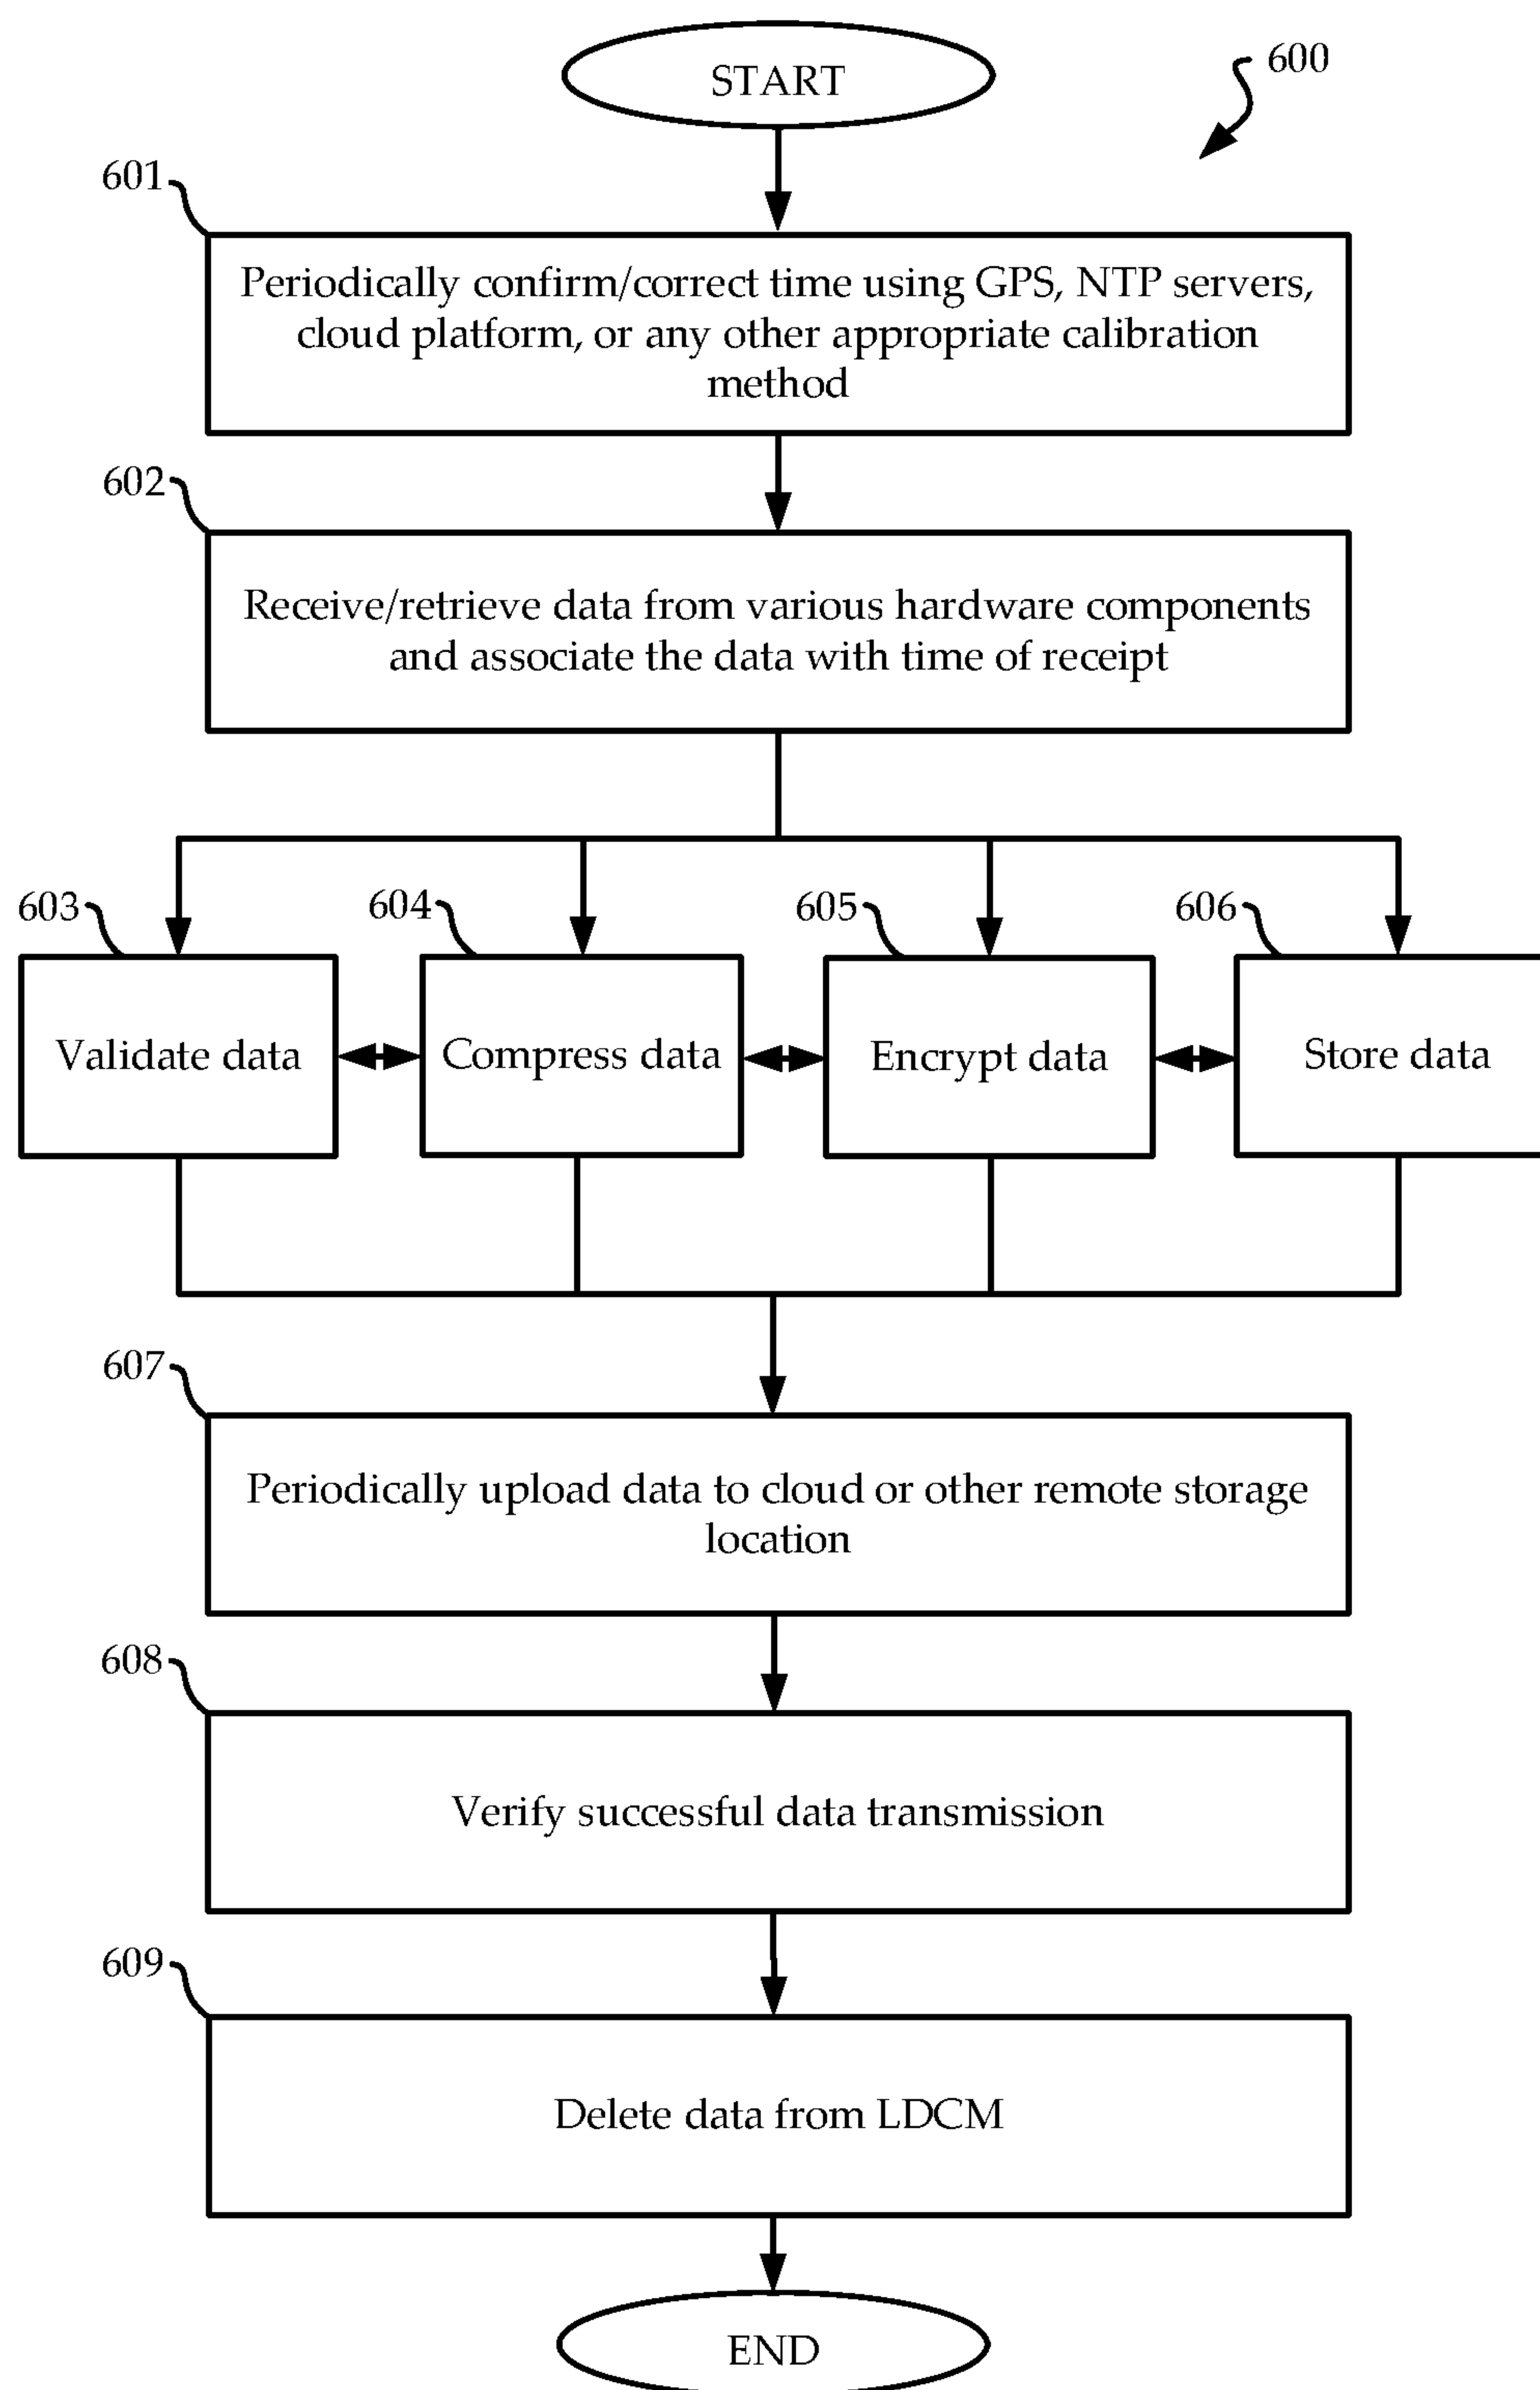 START
600
601
Periodically confirm/correct time using GPS, NTP servers,
cloud platform, or any other appropriate calibration
method
602
Receive/retrieve data from various hardware components
and associate the data with time of receipt
603
604
605
606
Validate data
Compress data
Encrypt data
Store data
607
Periodically upload data to cloud or other remote storage
location
608
Verify successful data transmission
609
Delete data from LDCM
END